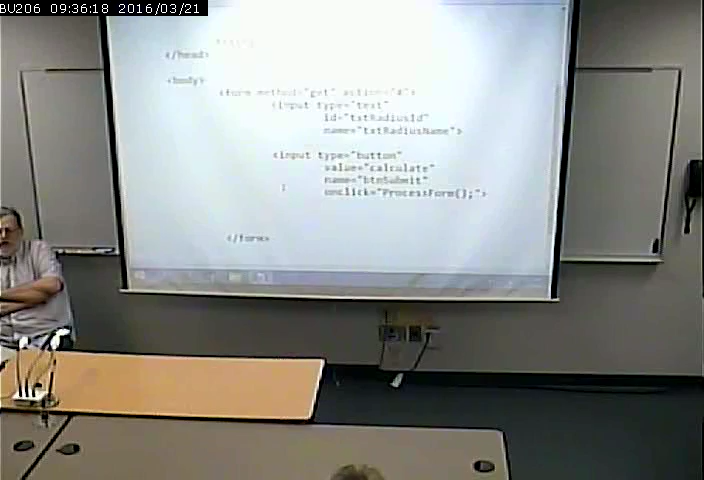 BU206 09:36:18 2016/03/21
</head>
<body>
<form method="get" action="#">
<input type="text"
id="txtRadiusId"
name="txtRadiusName">
<input type="button"
value="calculate"
name="btnSubmit"
onclick="ProcessForm();">
</form>